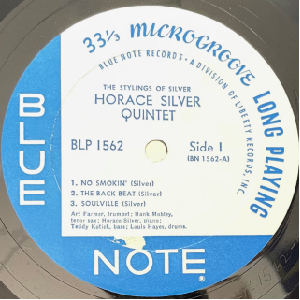 33⅓ MICROGROOVE LONG PLAYING
BLUE NOTE RECORDS • A DIVISION OF LIBERTY RECORDS, INC.
THE STYLINGS OF SILVER
HORACE SILVER
QUINTET
BLP 1562
Side 1
(BN 1562-A)
1. NO SMOKIN' (Silver)
2. THE BACK BEAT (Silver)
3. SOULVILLE (Silver)
Art Farmer, trumpet; Hank Mobley,
tenor sax; Horace Silver, piano;
Teddy Kotick, bass; Louis Hayes, drums.
BLUE
NOTE
®